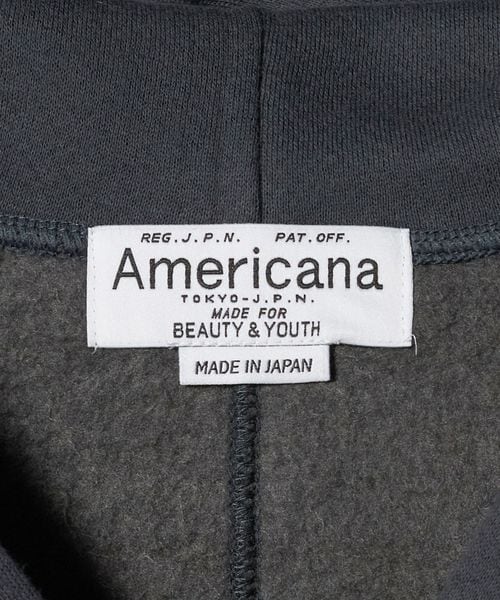 REG. J. P. N. PAT. OFF.
Americana
TOKYO-J.P.N.
MADE FOR
BEAUTY & YOUTH
MADE IN JAPAN